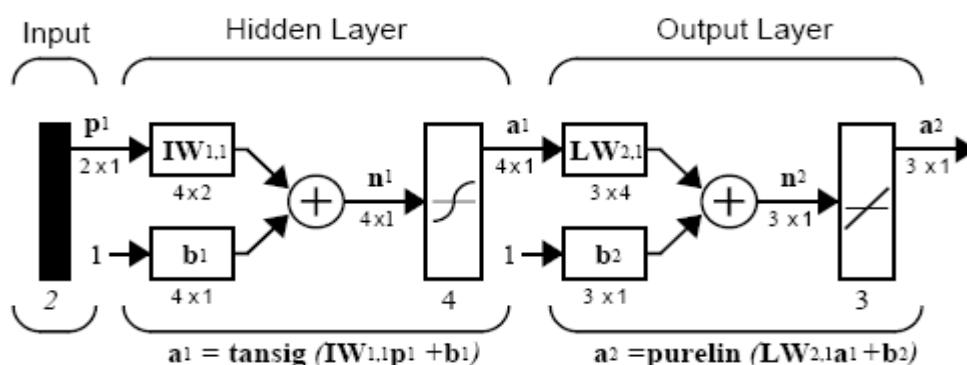 Input Hidden Layer Output Layer
p1 a1 a2
IW1,1 LW2,1
2 x 1 n1 4 x 1 n2 3 x 1
4 x 2 3 x 4
4 x 1 3 x 1
1 b1 1 b2
2 4 x 1 4 3 x 1 3
a1 = tansig (IW1,1p1 +b1) a2 =purelin (LW2,1a1 +b2)